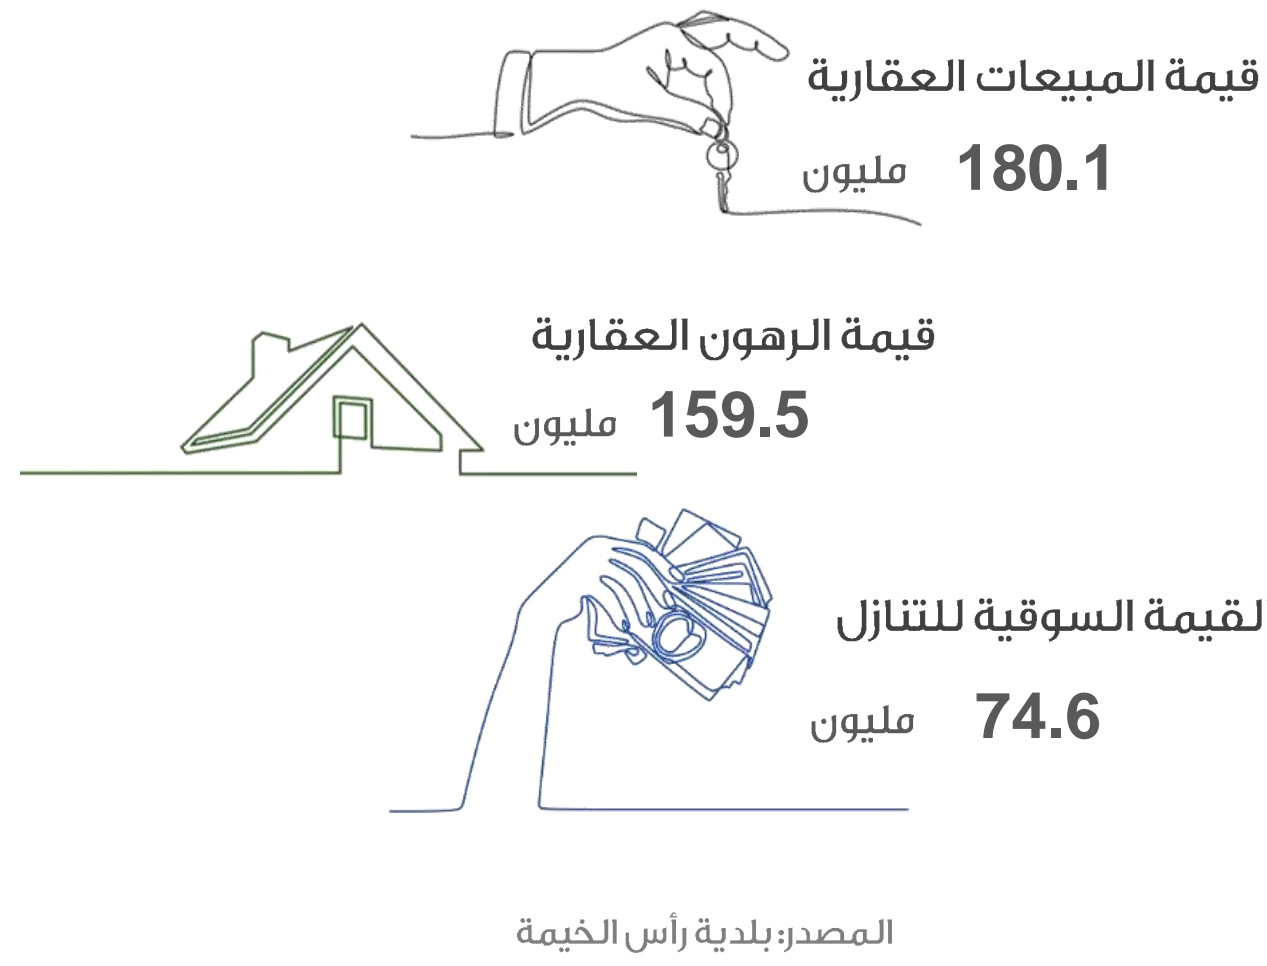 قيمة المبيعات العقارية
180.1 مليون
قيمة الرهون العقارية
159.5 مليون
لقيمة السوقية للتنازل
74.6 مليون
المصدر: بلدية رأس الخيمة